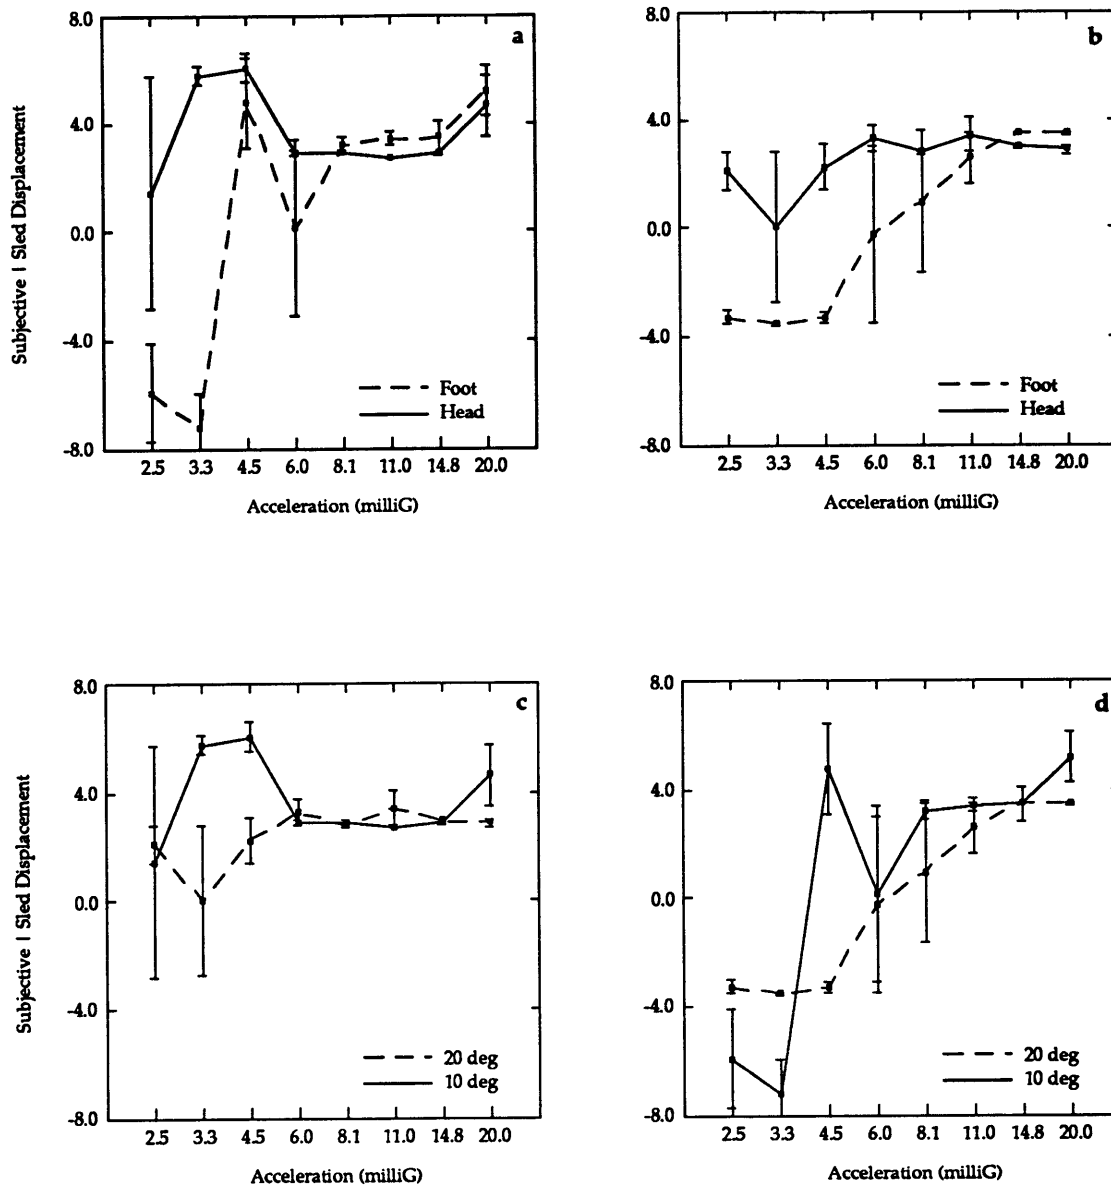 8.0
a
4.0
0.0
-4.0
-8.0
Subjective | Sled Displacement
Foot
Head
2.5 3.3 4.5 6.0 8.1 11.0 14.8 20.0
Acceleration (milliG)
8.0
b
4.0
0.0
-4.0
-8.0
Foot
Head
2.5 3.3 4.5 6.0 8.1 11.0 14.8 20.0
Acceleration (milliG)
8.0
c
4.0
0.0
-4.0
-8.0
Subjective | Sled Displacement
20 deg
10 deg
2.5 3.3 4.5 6.0 8.1 11.0 14.8 20.0
Acceleration (milliG)
8.0
d
4.0
0.0
-4.0
-8.0
20 deg
10 deg
2.5 3.3 4.5 6.0 8.1 11.0 14.8 20.0
Acceleration (milliG)